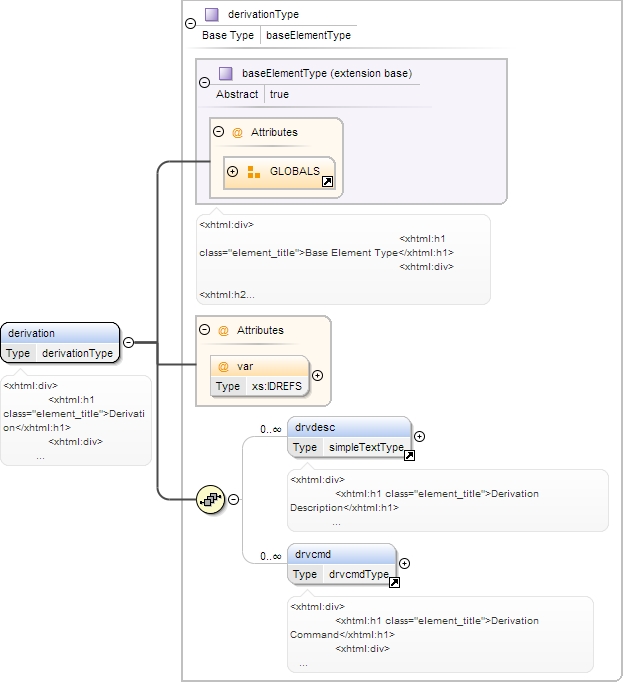 derivationType
Base Type baseElementType
baseElementType (extension base)
Abstract true
@ Attributes
GLOBALS
<xhtml:div>
<xhtml:h1
class="element_title">Base Element Type</xhtml:h1>
<xhtml:div>
<xhtml:h2...
derivation
Type derivationType
<xhtml:div>
<xhtml:h1
class="element_title">Derivati
on</xhtml:h1>
<xhtml:div>
...
@ Attributes
@ var
Type xs:IDREFS
0..∞
drvdesc
Type simpleTextType
<xhtml:div>
<xhtml:h1 class="element_title">Derivation
Description</xhtml:h1>
...
0..∞
drvcmd
Type drvcmdType
<xhtml:div>
<xhtml:h1 class="element_title">Derivation
Command</xhtml:h1>
<xhtml:div>
...